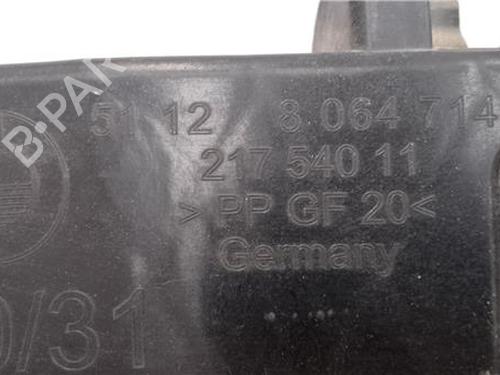 B-PAR
51 12 8 064 714
217 540 11
> PP GF 20<
Germany
0/31